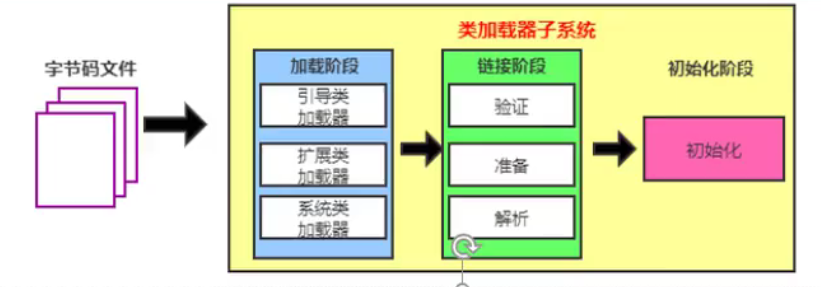 类加载器子系统
字节码文件
加载阶段
引导类
加载器
扩展类
加载器
系统类
加载器
链接阶段
验证
准备
解析
初始化阶段
初始化